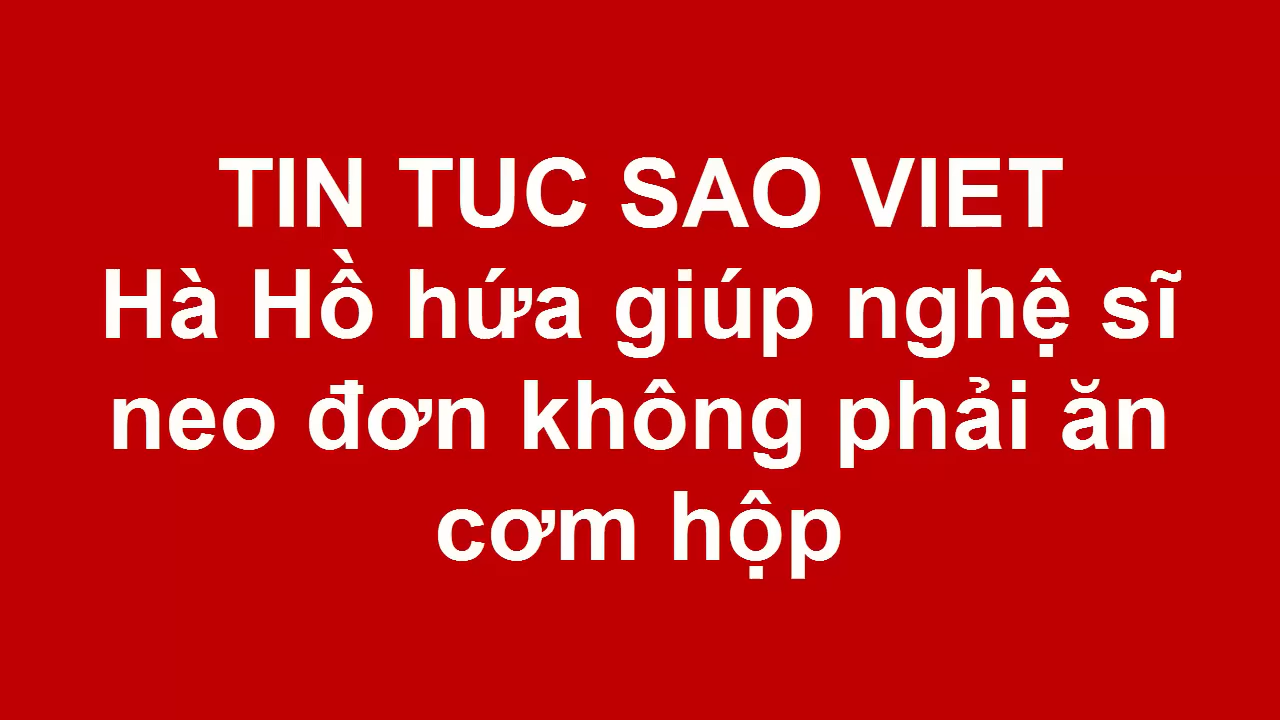 TIN TUC SAO VIET
Hà Hồ hứa giúp nghệ sĩ
neo đơn không phải ăn
cơm hộp